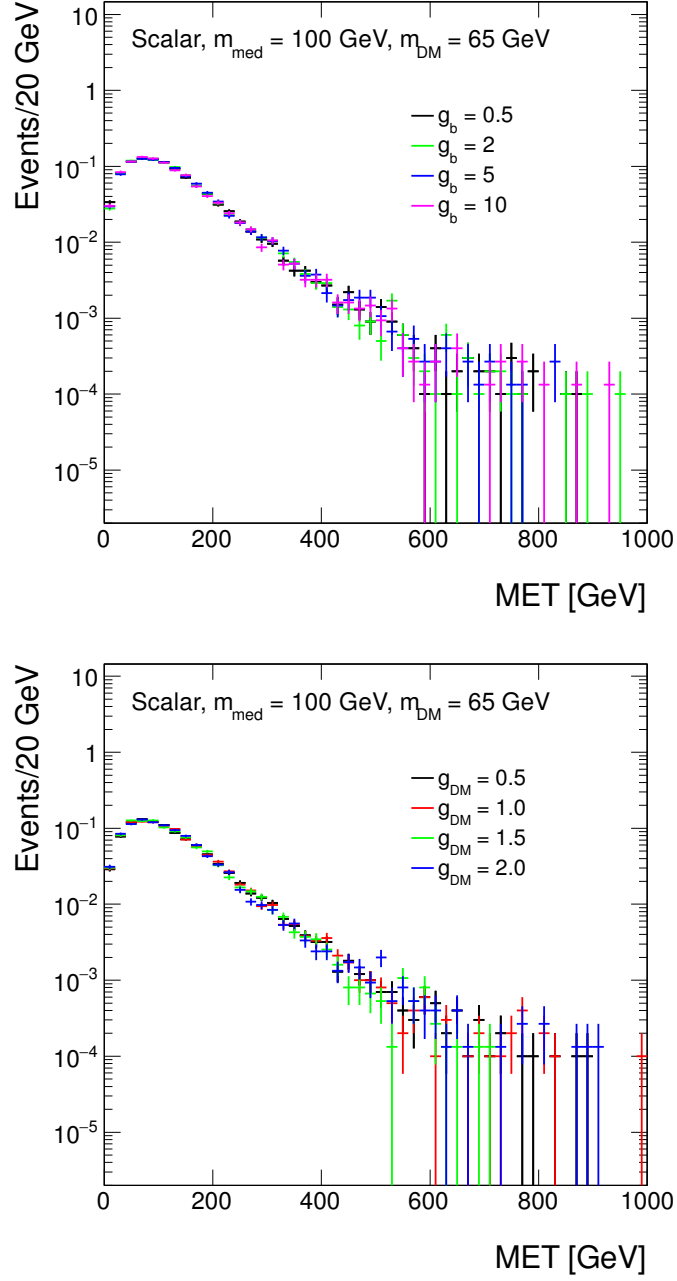 Events/20 GeV
Scalar, m_med = 100 GeV, m_DM = 65 GeV
g_b = 0.5
g_b = 2
g_b = 5
g_b = 10
10
1
10^-1
10^-2
10^-3
10^-4
10^-5
0 200 400 600 800 1000
MET [GeV]
Events/20 GeV
Scalar, m_med = 100 GeV, m_DM = 65 GeV
g_DM = 0.5
g_DM = 1.0
g_DM = 1.5
g_DM = 2.0
10
1
10^-1
10^-2
10^-3
10^-4
10^-5
0 200 400 600 800 1000
MET [GeV]